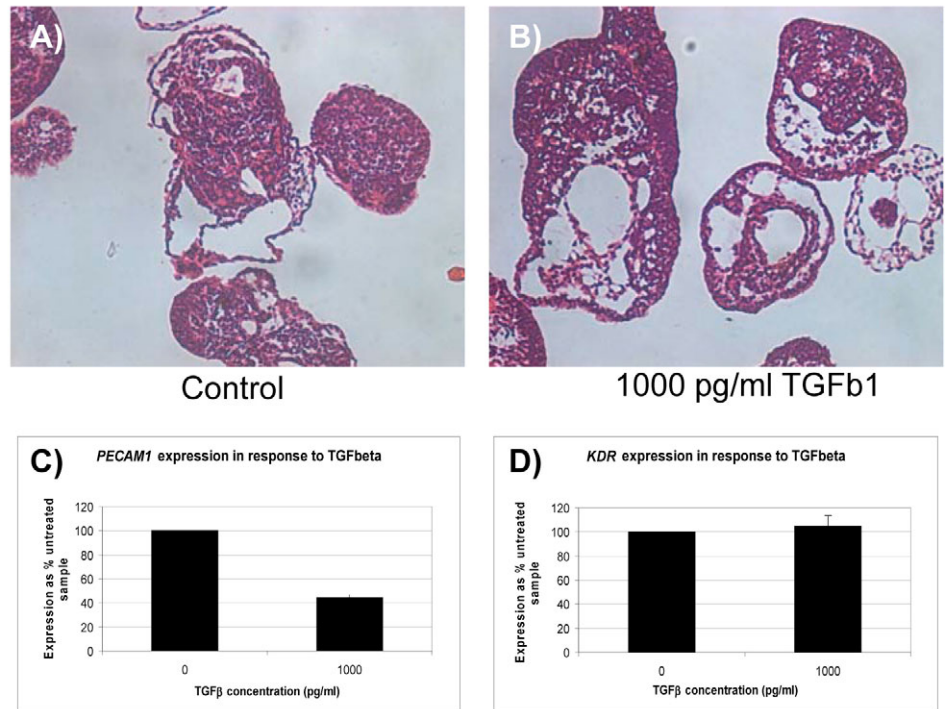 A)
B)
Control
1000 pg/ml TGFb1
C)
PECAM1 expression in response to TGFbeta
Expression as % untreated
sample
120
100
80
60
40
20
0
0
1000
TGFβ concentration (pg/ml)
D)
KDR expression in response to TGFbeta
Expression as % untreated
sample
120
100
80
60
40
20
0
0
1000
TGFβ concentration (pg/ml)